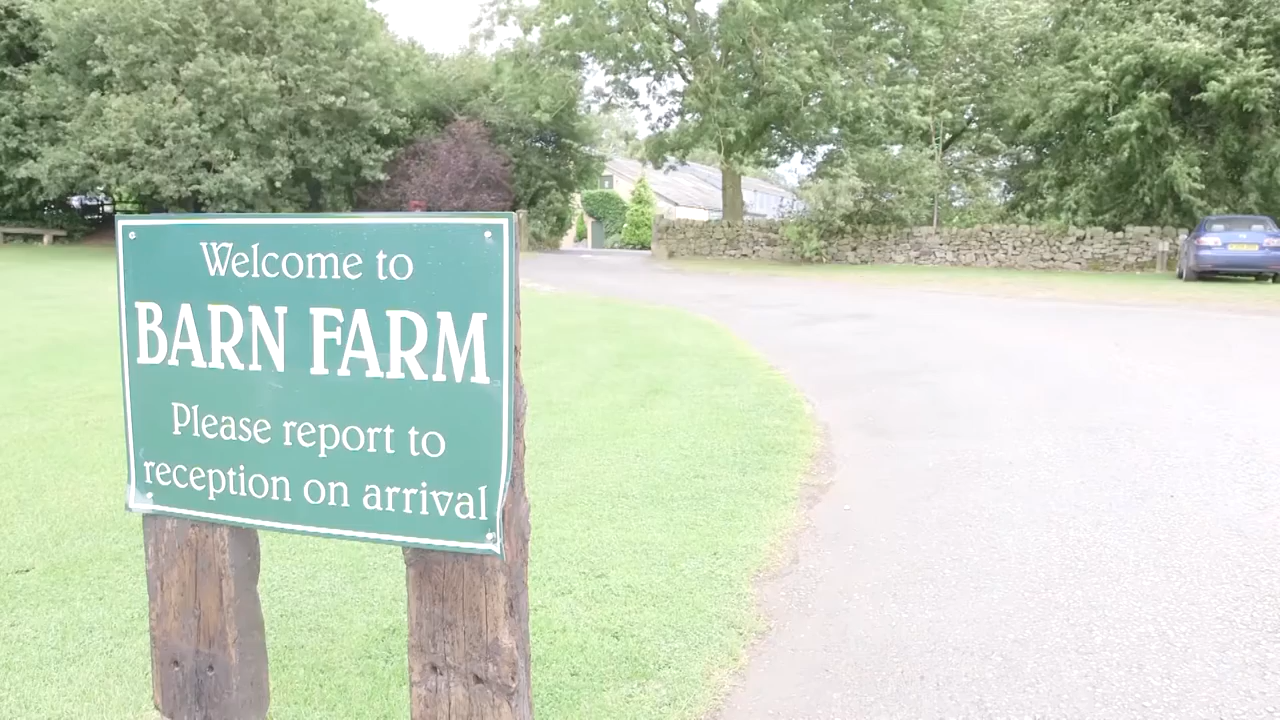 Welcome to
BARN FARM
Please report to
reception on arrival